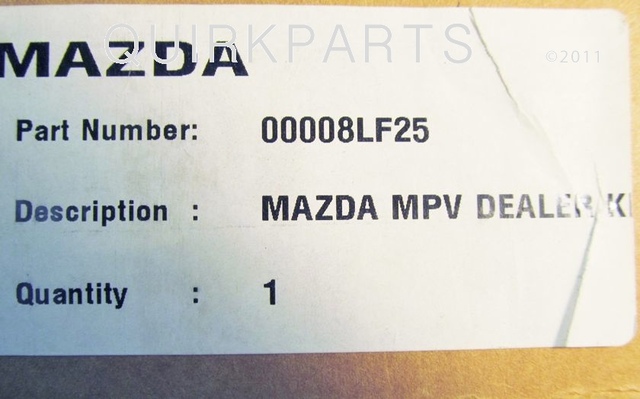 QUIRKPARTS
©2011
MAZDA
Part Number: 00008LF25
Description : MAZDA MPV DEALER
Quantity : 1